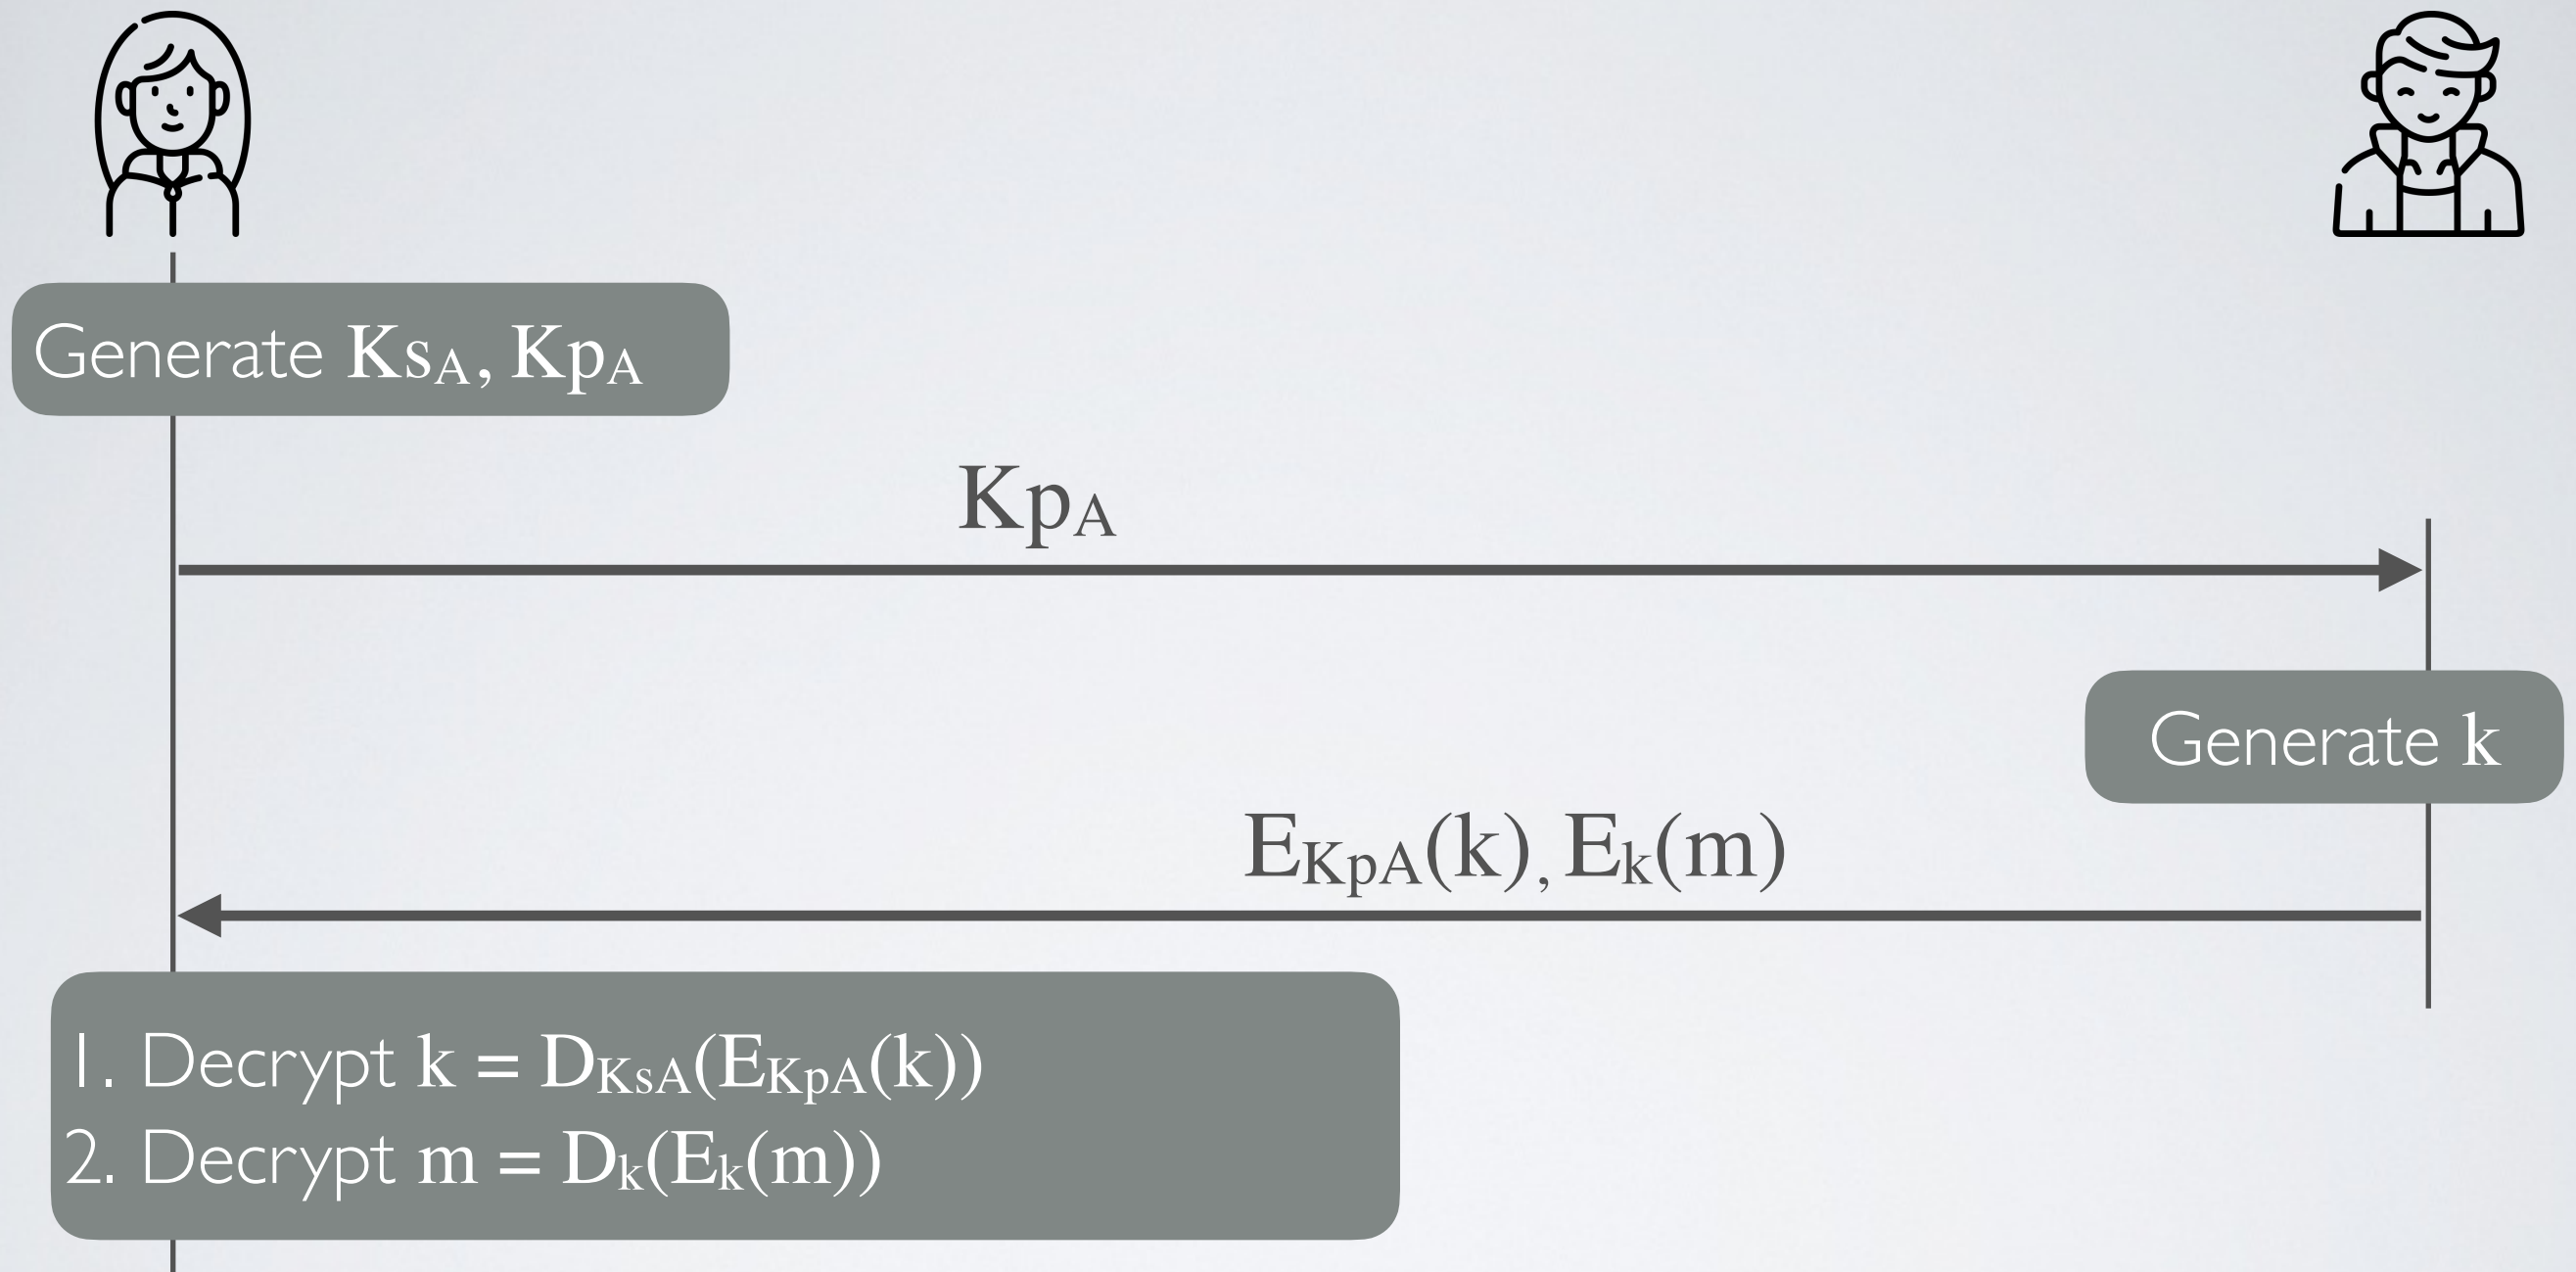 Generate KsA, KpA
KpA
Generate k
EKpA(k), Ek(m)
1. Decrypt k = DKsA(EKpA(k))
2. Decrypt m = Dk(Ek(m))